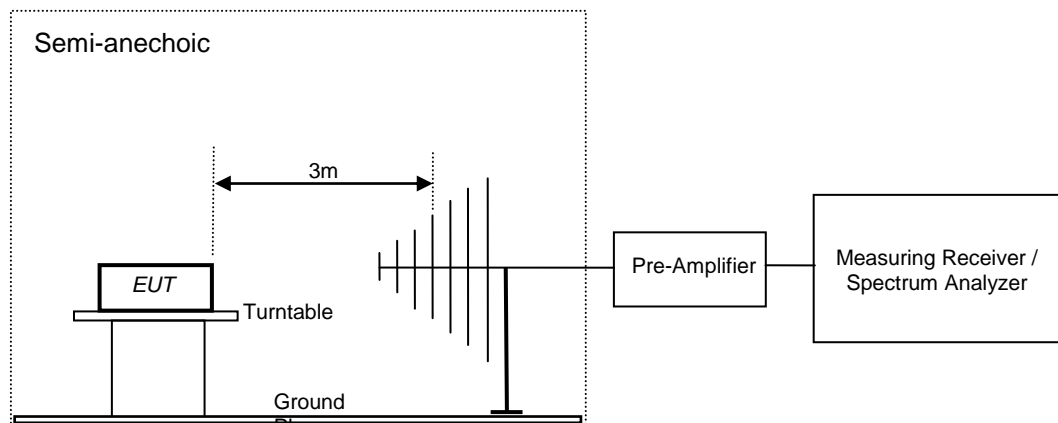 Semi-anechoic
3m
EUT
Turntable
Pre-Amplifier
Measuring Receiver /
Spectrum Analyzer
Ground